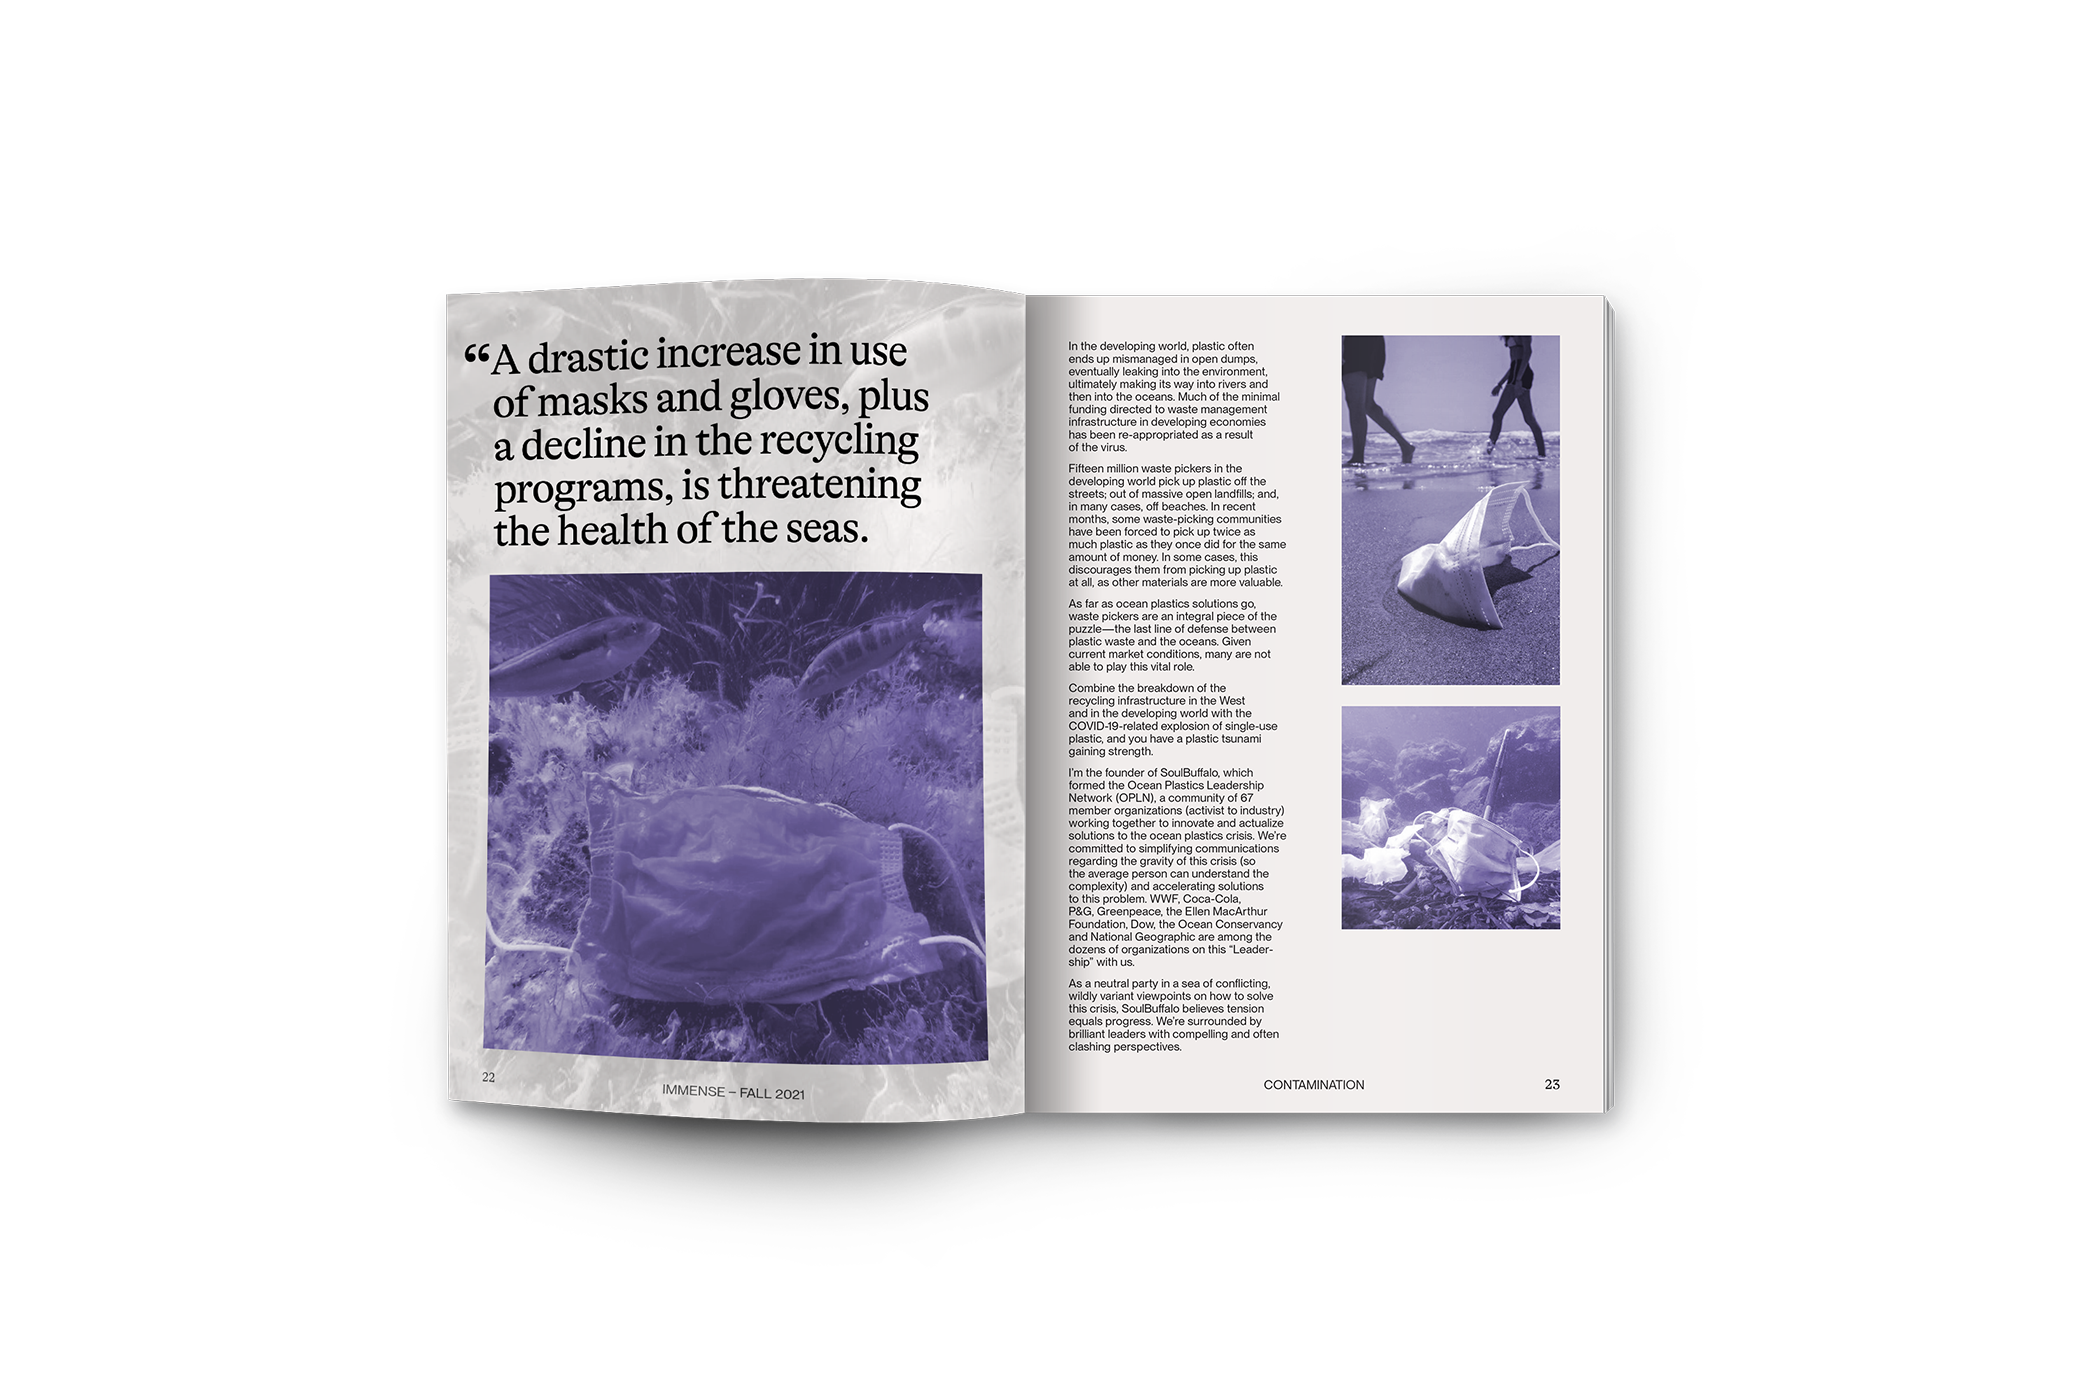 “A drastic increase in use
of masks and gloves, plus
a decline in the recycling
programs, is threatening
the health of the seas.
22
IMMENSE – FALL 2021
In the developing world, plastic often
ends up mismanaged in open dumps,
eventually leaking into the environment,
ultimately making its way into rivers and
then into the oceans. Much of the minimal
funding directed to waste management
infrastructure in developing economies
has been re-appropriated as a result
of the virus.
Fifteen million waste pickers in the
developing world pick up plastic off the
streets; out of massive open landfills; and,
in many cases, off beaches. In recent
months, some waste-picking communities
have been forced to pick up twice as
much plastic as they once did for the same
amount of money. In some cases, this
discourages them from picking up plastic
at all, as other materials are more valuable.
As far as ocean plastics solutions go,
waste pickers are an integral piece of the
puzzle—the last line of defense between
plastic waste and the oceans. Given
current market conditions, many are not
able to play this vital role.
Combine the breakdown of the
recycling infrastructure in the West
and in the developing world with the
COVID-19-related explosion of single-use
plastic, and you have a plastic tsunami
gaining strength.
I’m the founder of SoulBuffalo, which
formed the Ocean Plastics Leadership
Network (OPLN), a community of 67
member organizations (activist to industry)
working together to innovate and actualize
solutions to the ocean plastics crisis. We’re
committed to simplifying communications
regarding the gravity of this crisis (so
the average person can understand the
complexity) and accelerating solutions
to this problem. WWF, Coca-Cola,
P&G, Greenpeace, the Ellen MacArthur
Foundation, Dow, the Ocean Conservancy
and National Geographic are among the
dozens of organizations on this “Leader-
ship” with us.
As a neutral party in a sea of conflicting,
wildly variant viewpoints on how to solve
this crisis, SoulBuffalo believes tension
equals progress. We’re surrounded by
brilliant leaders with compelling and often
clashing perspectives.
CONTAMINATION
23